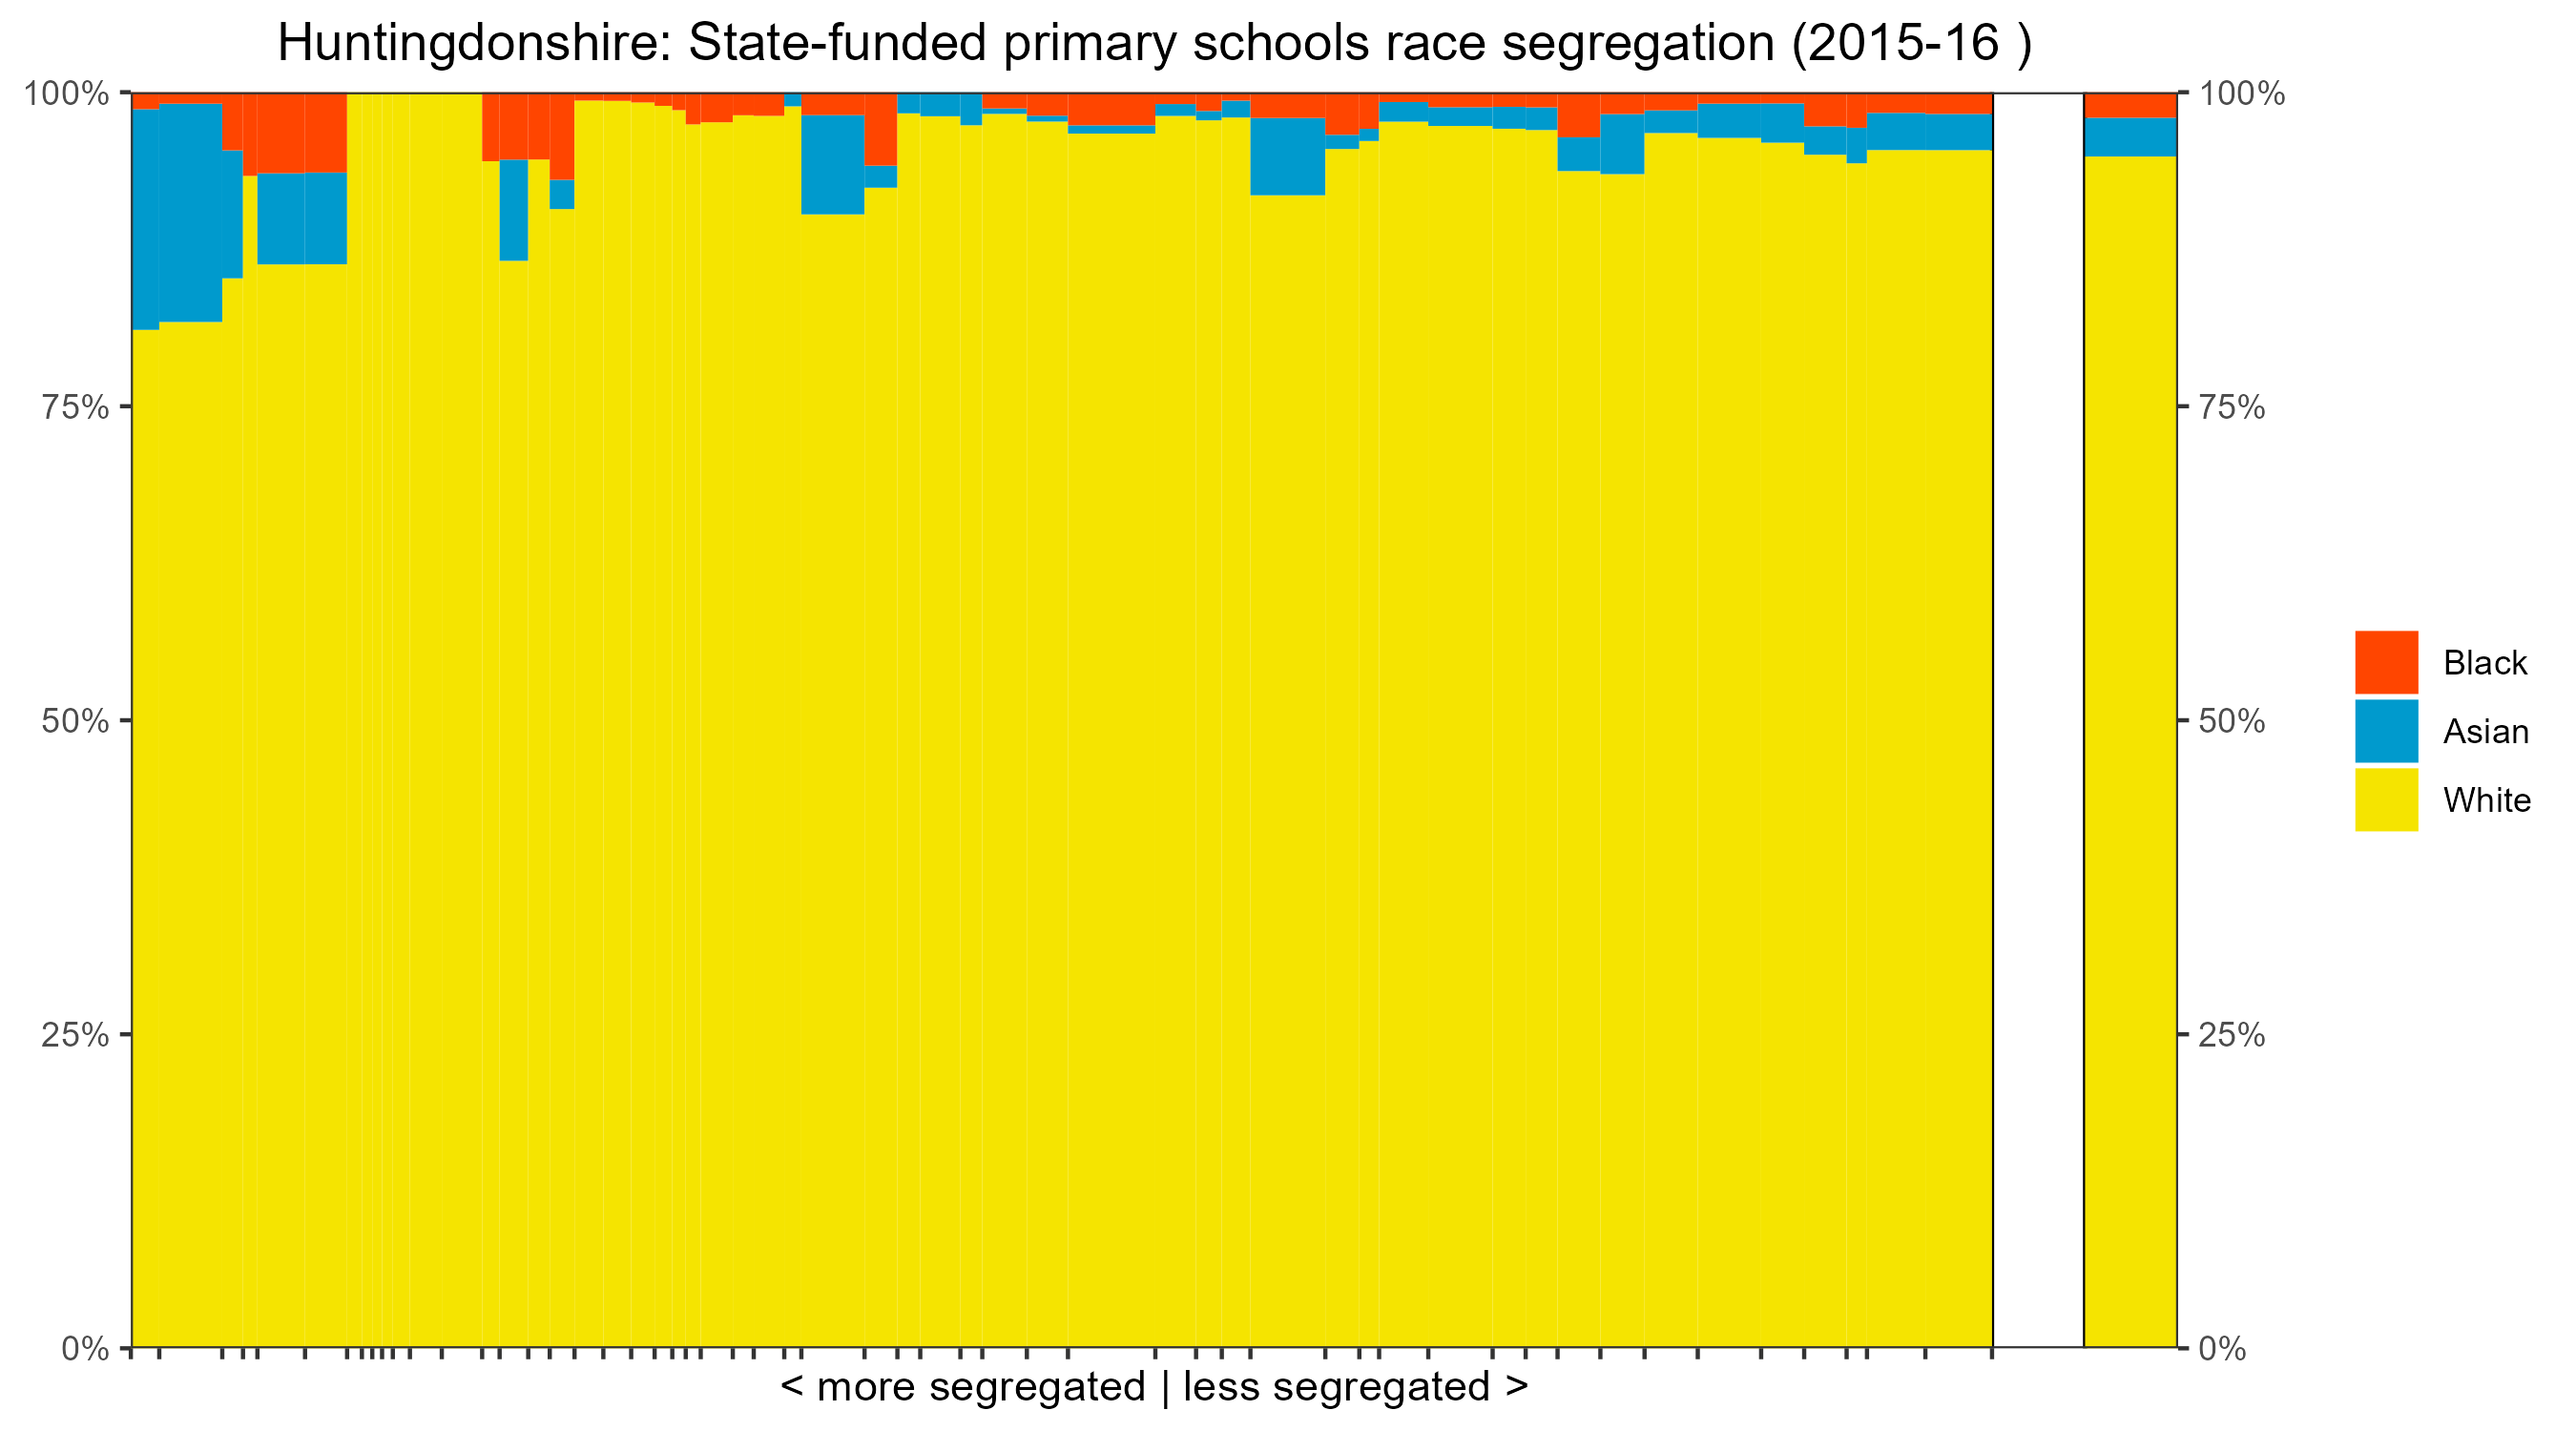 Huntingdonshire: State-funded primary schools race segregation (2015-16 )
100%
75%
50%
25%
0%
100%
75%
50%
25%
0%
Black
Asian
White
< more segregated | less segregated >